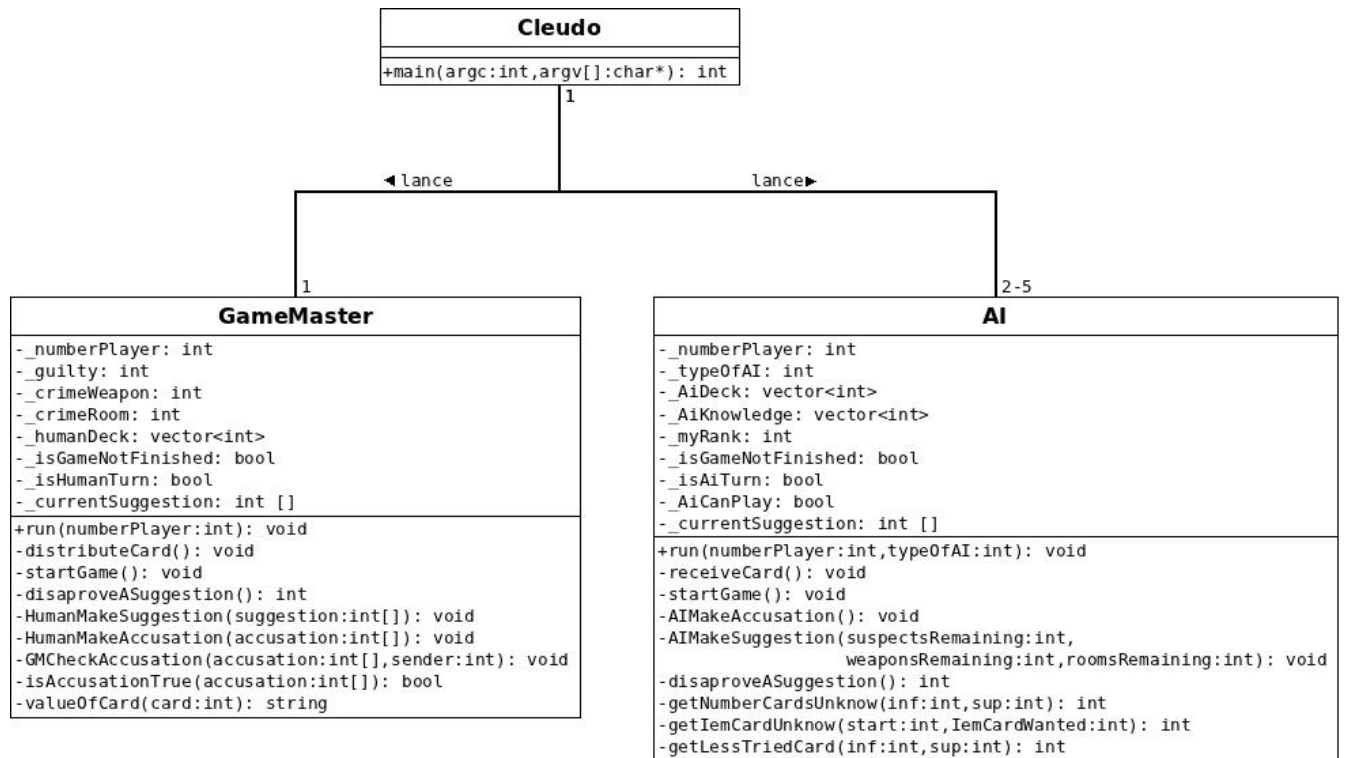 Cleudo
+main(argc:int,argv[]:char*): int
1
◄ lance
lance►
1
2-5
GameMaster
-_numberPlayer: int
-_guilty: int
-_crimeWeapon: int
-_crimeRoom: int
-_humanDeck: vector<int>
-_isGameNotFinished: bool
-_isHumanTurn: bool
-_currentSuggestion: int []
+run(numberPlayer:int): void
-distributeCard(): void
-startGame(): void
-disaproveASuggestion(): int
-HumanMakeSuggestion(suggestion:int[]): void
-HumanMakeAccusation(accusation:int[]): void
-GMCheckAccusation(accusation:int[],sender:int): void
-isAccusationTrue(accusation:int[]): bool
-valueOfCard(card:int): string
AI
-_numberPlayer: int
-_typeOfAI: int
-_AiDeck: vector<int>
-_AiKnowledge: vector<int>
-_myRank: int
-_isGameNotFinished: bool
-_isAiTurn: bool
-_AiCanPlay: bool
-_currentSuggestion: int []
+run(numberPlayer:int,typeOfAI:int): void
-receiveCard(): void
-startGame(): void
-AIMakeAccusation(): void
-AIMakeSuggestion(suspectsRemaining:int,
weaponsRemaining:int,roomsRemaining:int): void
-disaproveASuggestion(): int
-getNumberCardsUnknow(inf:int,sup:int): int
-getIemCardUnknow(start:int,IemCardWanted:int): int
-getLessTriedCard(inf:int,sup:int): int